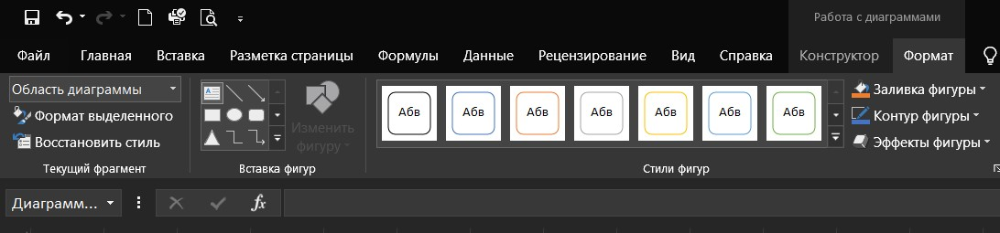 Работа с диаграммами
Файл Главная Вставка Разметка страницы Формулы Данные Рецензирование Вид Справка Конструктор Формат
Область диаграммы
Формат выделенного
Восстановить стиль
Текущий фрагмент
Изменить
фигуру
Вставка фигур
Абв Абв Абв Абв Абв Абв Абв
Стили фигур
Заливка фигуры
Контур фигуры
Эффекты фигуры
Диаграмм...
fx